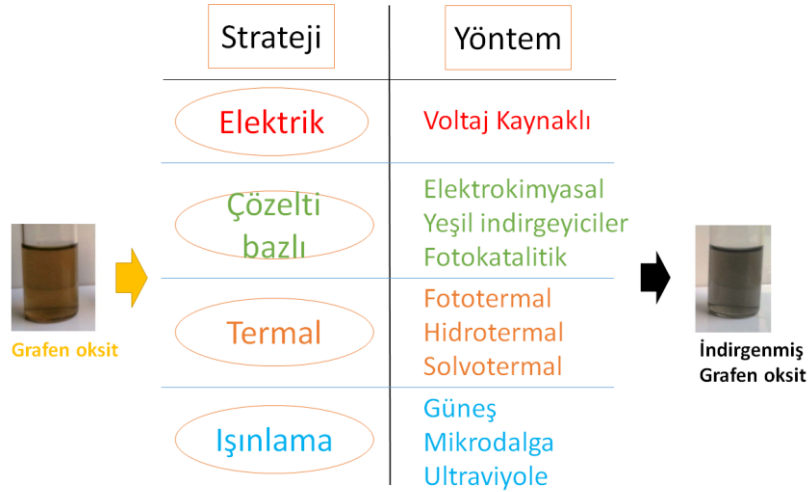 Strateji
Yöntem
Elektrik
Voltaj Kaynaklı
Çözelti
bazlı
Elektrokimyasal
Yeşil indirgeyiciler
Fotokatalitik
Grafen oksit
Termal
Fototermal
Hidrotermal
Solvotermal
İndirgenmiş
Grafen oksit
Işınlama
Güneş
Mikrodalga
Ultraviyole